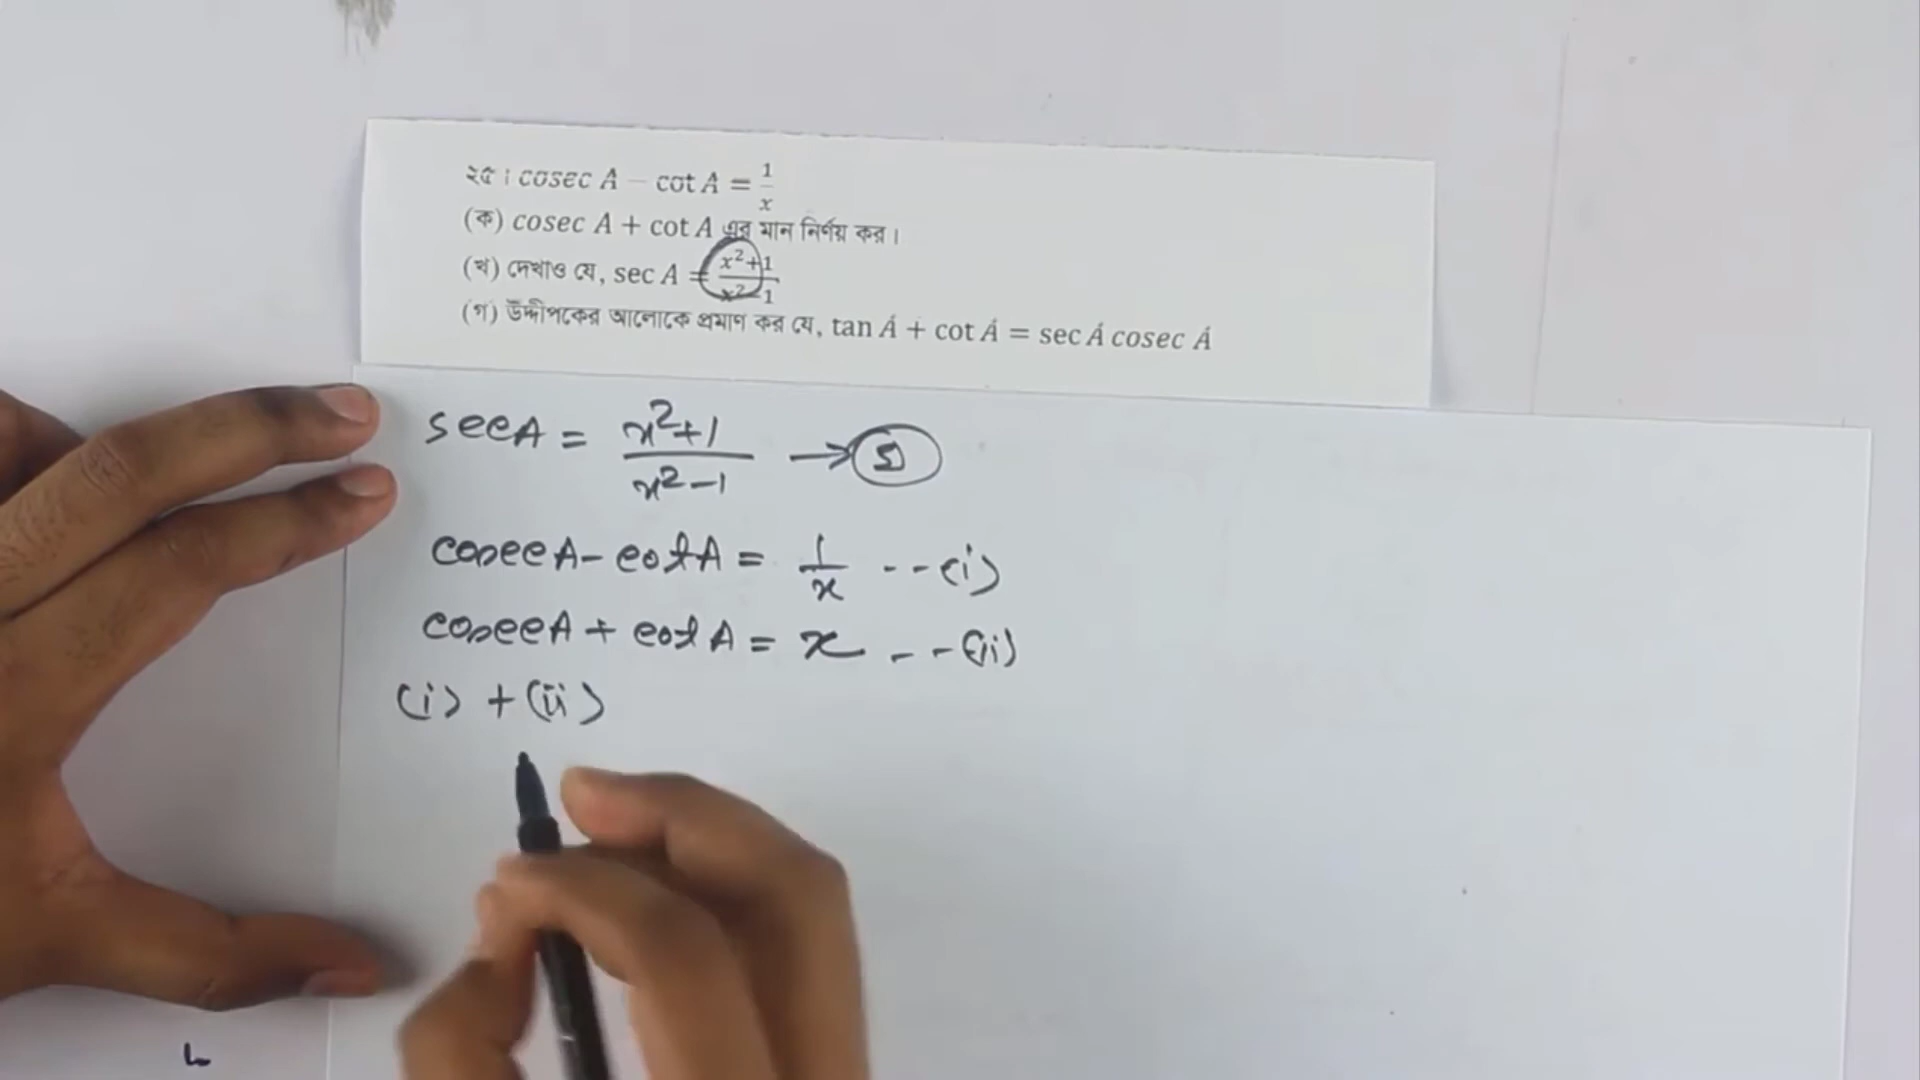 ২৫। cosec A − cot A = 1/x
(ক) cosec A + cot A এর মান নির্ণয় কর।
(খ) দেখাও যে, sec A = x²+1/x²−1
(গ) উদ্দীপকের আলোকে প্রমাণ কর যে, tan Á + cot Á = sec Á cosec Á
secA = x²+1/x²-1 →
cosecA - cotA = 1/x --(i)
cosecA + cotA = x --(ii)
(i) + (ii)